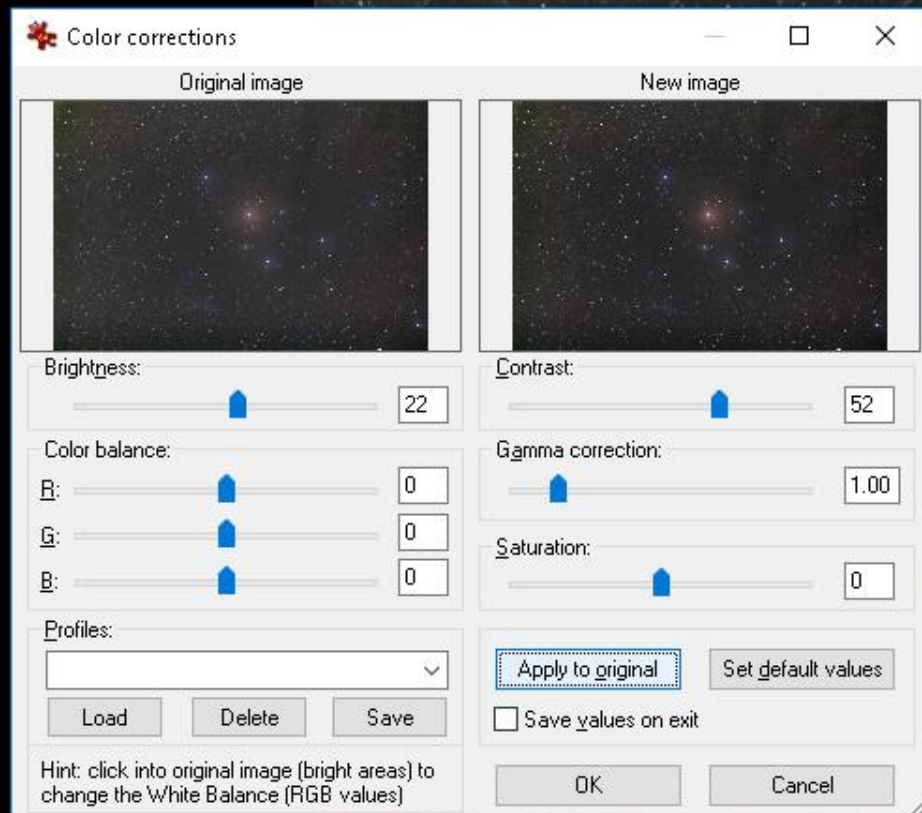 Color corrections
Original image
New image
Brightness:
22
Contrast:
52
Color balance:
R:
0
G:
0
B:
0
Gamma correction:
1.00
Saturation:
0
Profiles:
Load
Delete
Save
Apply to original
Set default values
Save values on exit
Hint: click into original image (bright areas) to
change the White Balance (RGB values)
OK
Cancel